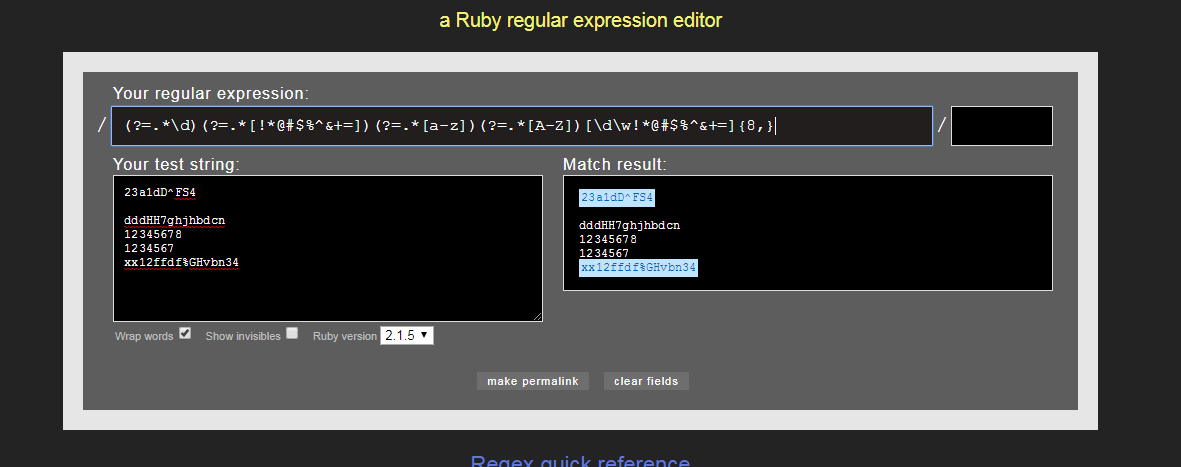 a Ruby regular expression editor
Your regular expression:
/ (?=.*\d)(?=.*[!*@#$%^&+=])(?=.*[a-z])(?=.*[A-Z])[\d\w!*@#$%^&+=]{8,} /
Your test string:
23a1dD^FS4
dddHH7ghjhbdcn
12345678
1234567
xx12ffdf%GHvbn34
Match result:
23a1dD^FS4
dddHH7ghjhbdcn
12345678
1234567
xx12ffdf%GHvbn34
Wrap words Show invisibles Ruby version 2.1.5
make permalink clear fields
Regex quick reference